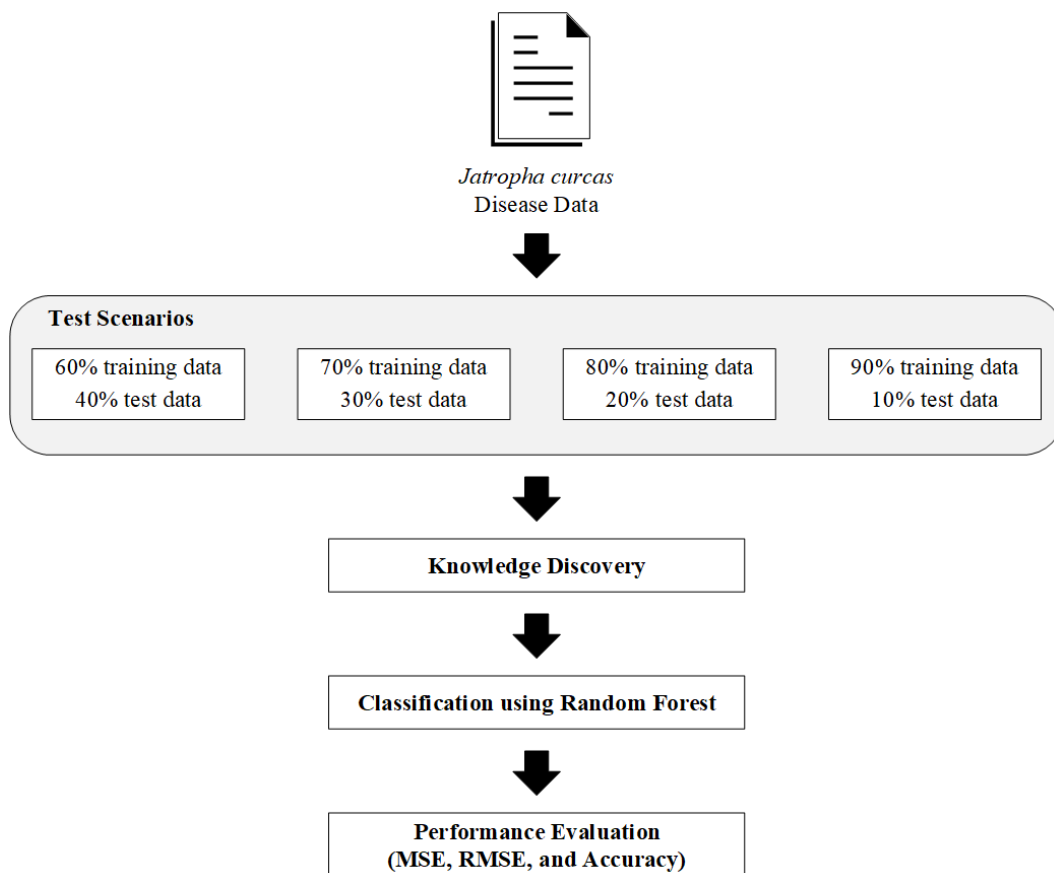 Jatropha curcas
Disease Data
Test Scenarios
60% training data
40% test data
70% training data
30% test data
80% training data
20% test data
90% training data
10% test data
Knowledge Discovery
Classification using Random Forest
Performance Evaluation
(MSE, RMSE, and Accuracy)